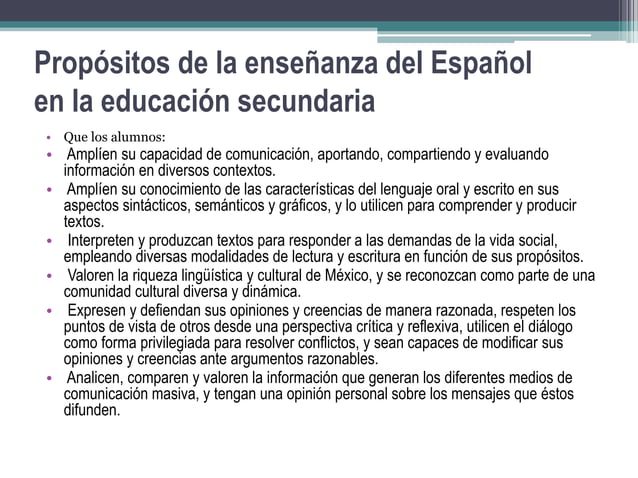 Propósitos de la enseñanza del Español
en la educación secundaria
• Que los alumnos:
• Amplíen su capacidad de comunicación, aportando, compartiendo y evaluando
información en diversos contextos.
• Amplíen su conocimiento de las características del lenguaje oral y escrito en sus
aspectos sintácticos, semánticos y gráficos, y lo utilicen para comprender y producir
textos.
• Interpreten y produzcan textos para responder a las demandas de la vida social,
empleando diversas modalidades de lectura y escritura en función de sus propósitos.
• Valoren la riqueza lingüística y cultural de México, y se reconozcan como parte de una
comunidad cultural diversa y dinámica.
• Expresen y defiendan sus opiniones y creencias de manera razonada, respeten los
puntos de vista de otros desde una perspectiva crítica y reflexiva, utilicen el diálogo
como forma privilegiada para resolver conflictos, y sean capaces de modificar sus
opiniones y creencias ante argumentos razonables.
• Analicen, comparen y valoren la información que generan los diferentes medios de
comunicación masiva, y tengan una opinión personal sobre los mensajes que éstos
difunden.